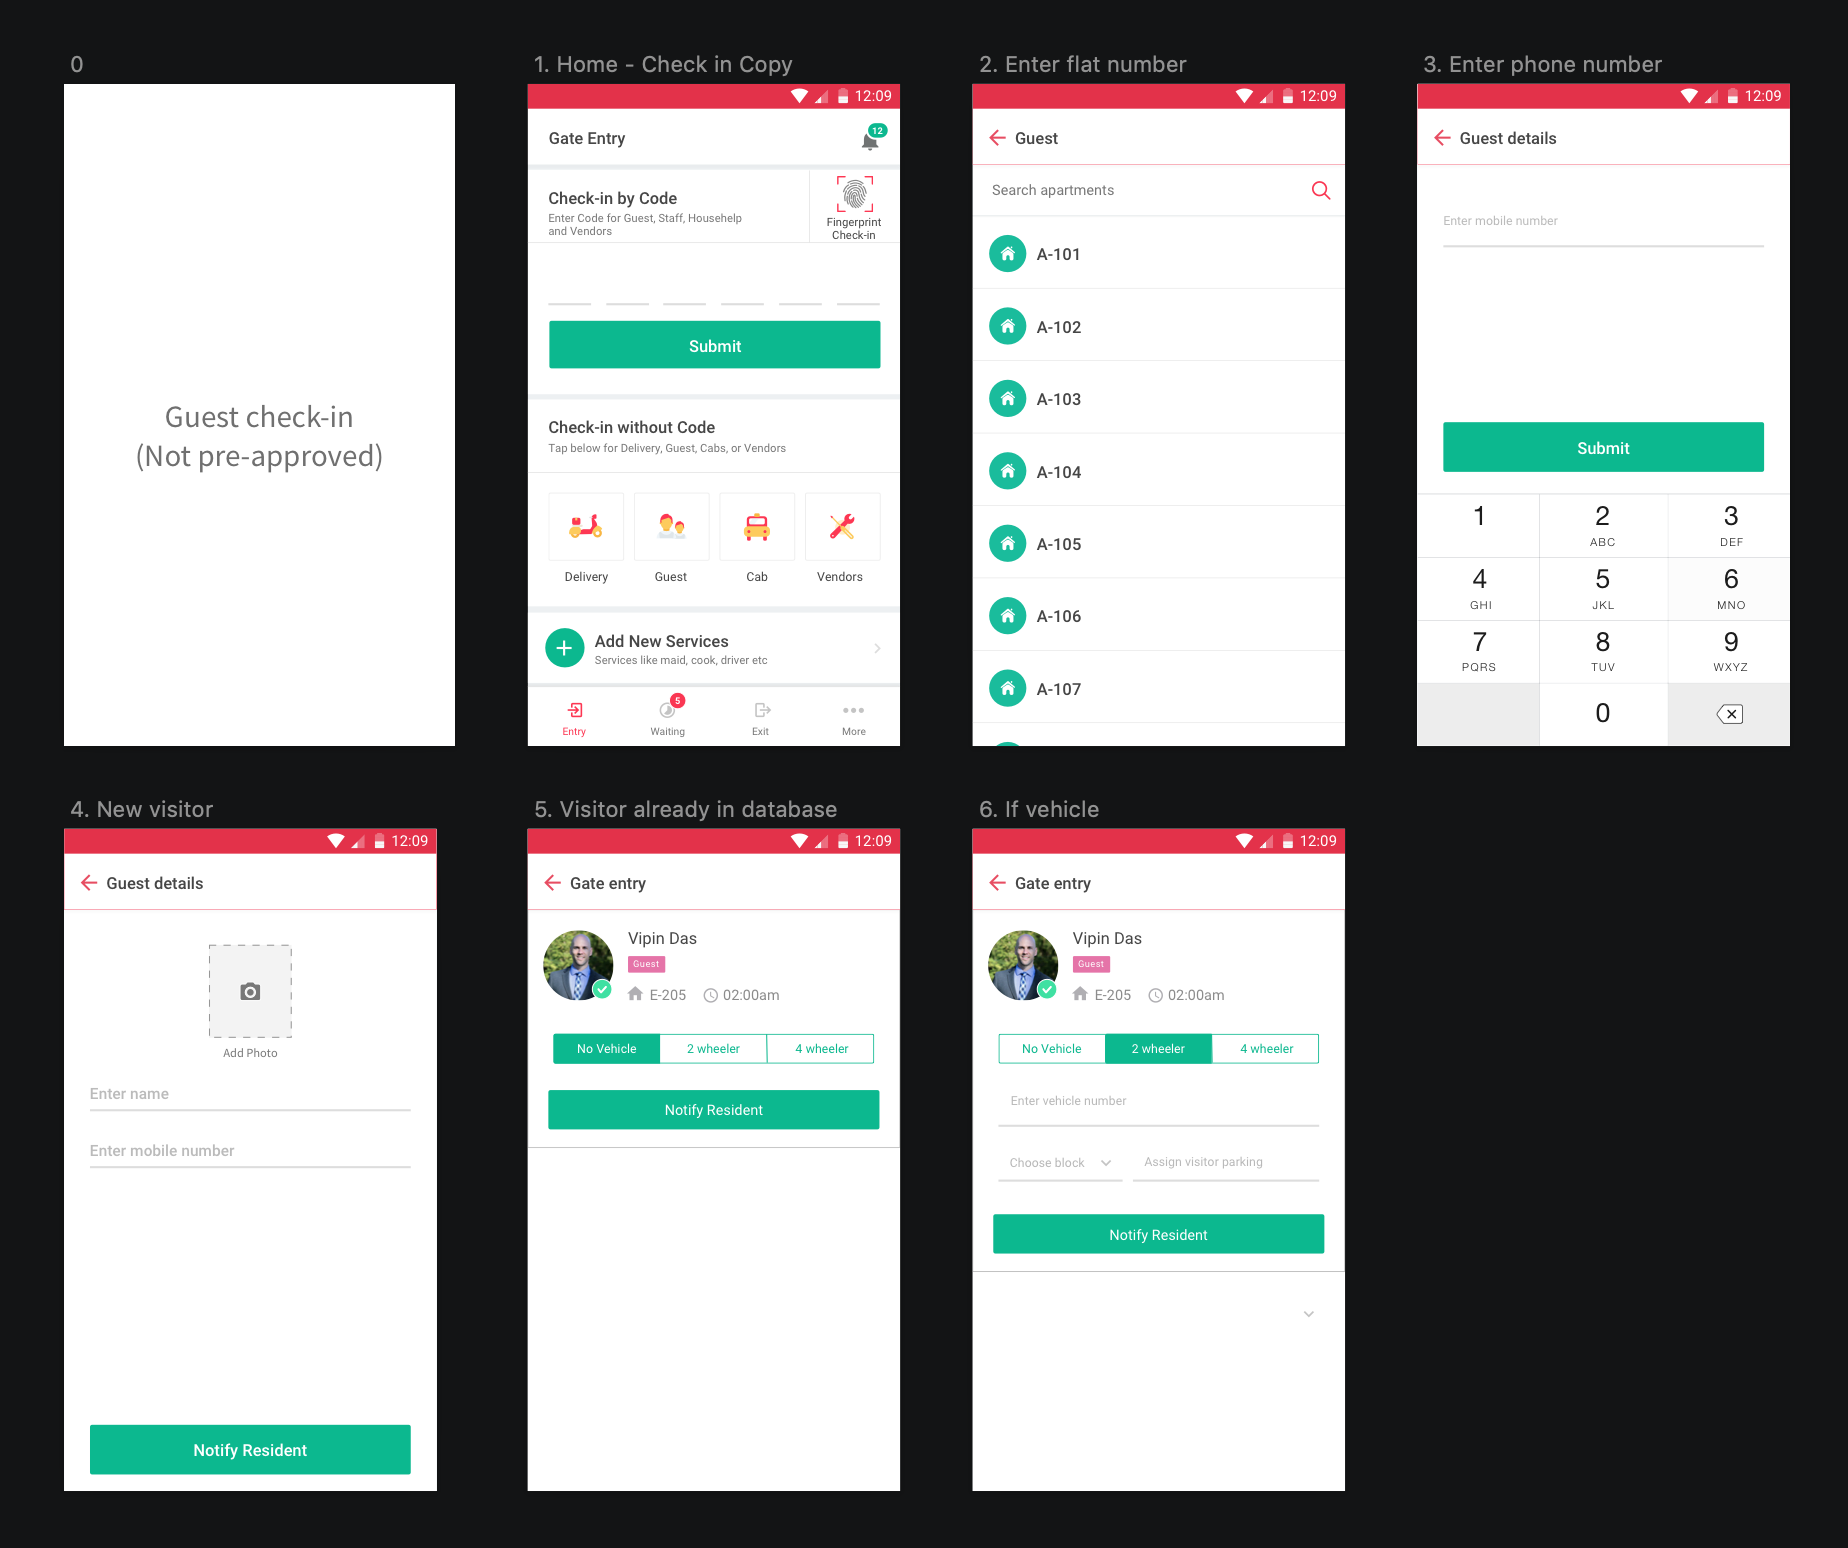 0
Guest check-in
(Not pre-approved)
1. Home - Check in Copy
12:09
Gate Entry
12
Check-in by Code
Enter Code for Guest, Staff, Househelp
and Vendors
Fingerprint
Check-in
Submit
Check-in without Code
Tap below for Delivery, Guest, Cabs, or Vendors
Delivery
Guest
Cab
Vendors
Add New Services
Services like maid, cook, driver etc
5
Entry
Waiting
Exit
More
2. Enter flat number
12:09
Guest
Search apartments
A-101
A-102
A-103
A-104
A-105
A-106
A-107
3. Enter phone number
12:09
Guest details
Enter mobile number
Submit
1 2 3
ABC DEF
4 5 6
GHI JKL MNO
7 8 9
PQRS TUV WXYZ
0
4. New visitor
12:09
Guest details
Add Photo
Enter name
Enter mobile number
Notify Resident
5. Visitor already in database
12:09
Gate entry
Vipin Das
Guest
E-205 02:00am
No Vehicle 2 wheeler 4 wheeler
Notify Resident
6. If vehicle
12:09
Gate entry
Vipin Das
Guest
E-205 02:00am
No Vehicle 2 wheeler 4 wheeler
Enter vehicle number
Choose block Assign visitor parking
Notify Resident